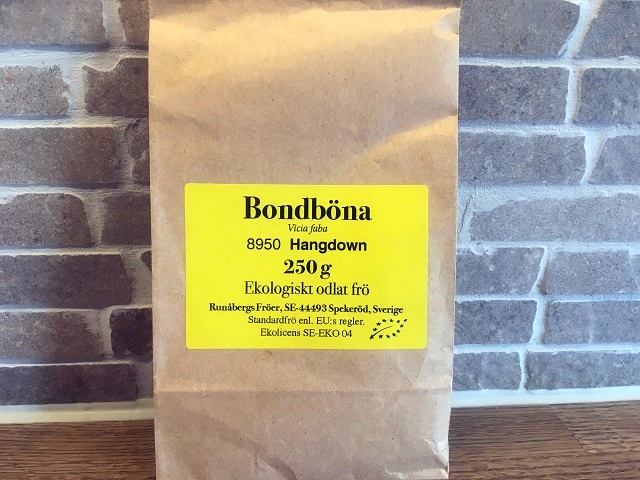 Bondböna
Vicia faba
8950 Hangdown
250 g
Ekologiskt odlat frö
Runåbergs Fröer, SE-44493 Spekeröd, Sverige
Standardfrö enl. EU:s regler.
Ekolicens SE-EKO 04